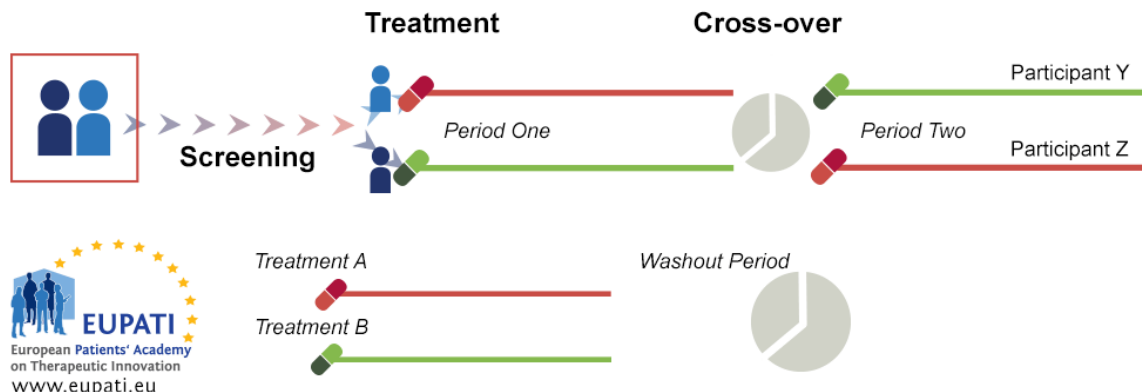 Treatment
Cross-over
Participant Y
Period One
Period Two
Screening
Participant Z
Treatment A
Washout Period
Treatment B
EUPATI
European Patients' Academy
on Therapeutic Innovation
www.eupati.eu